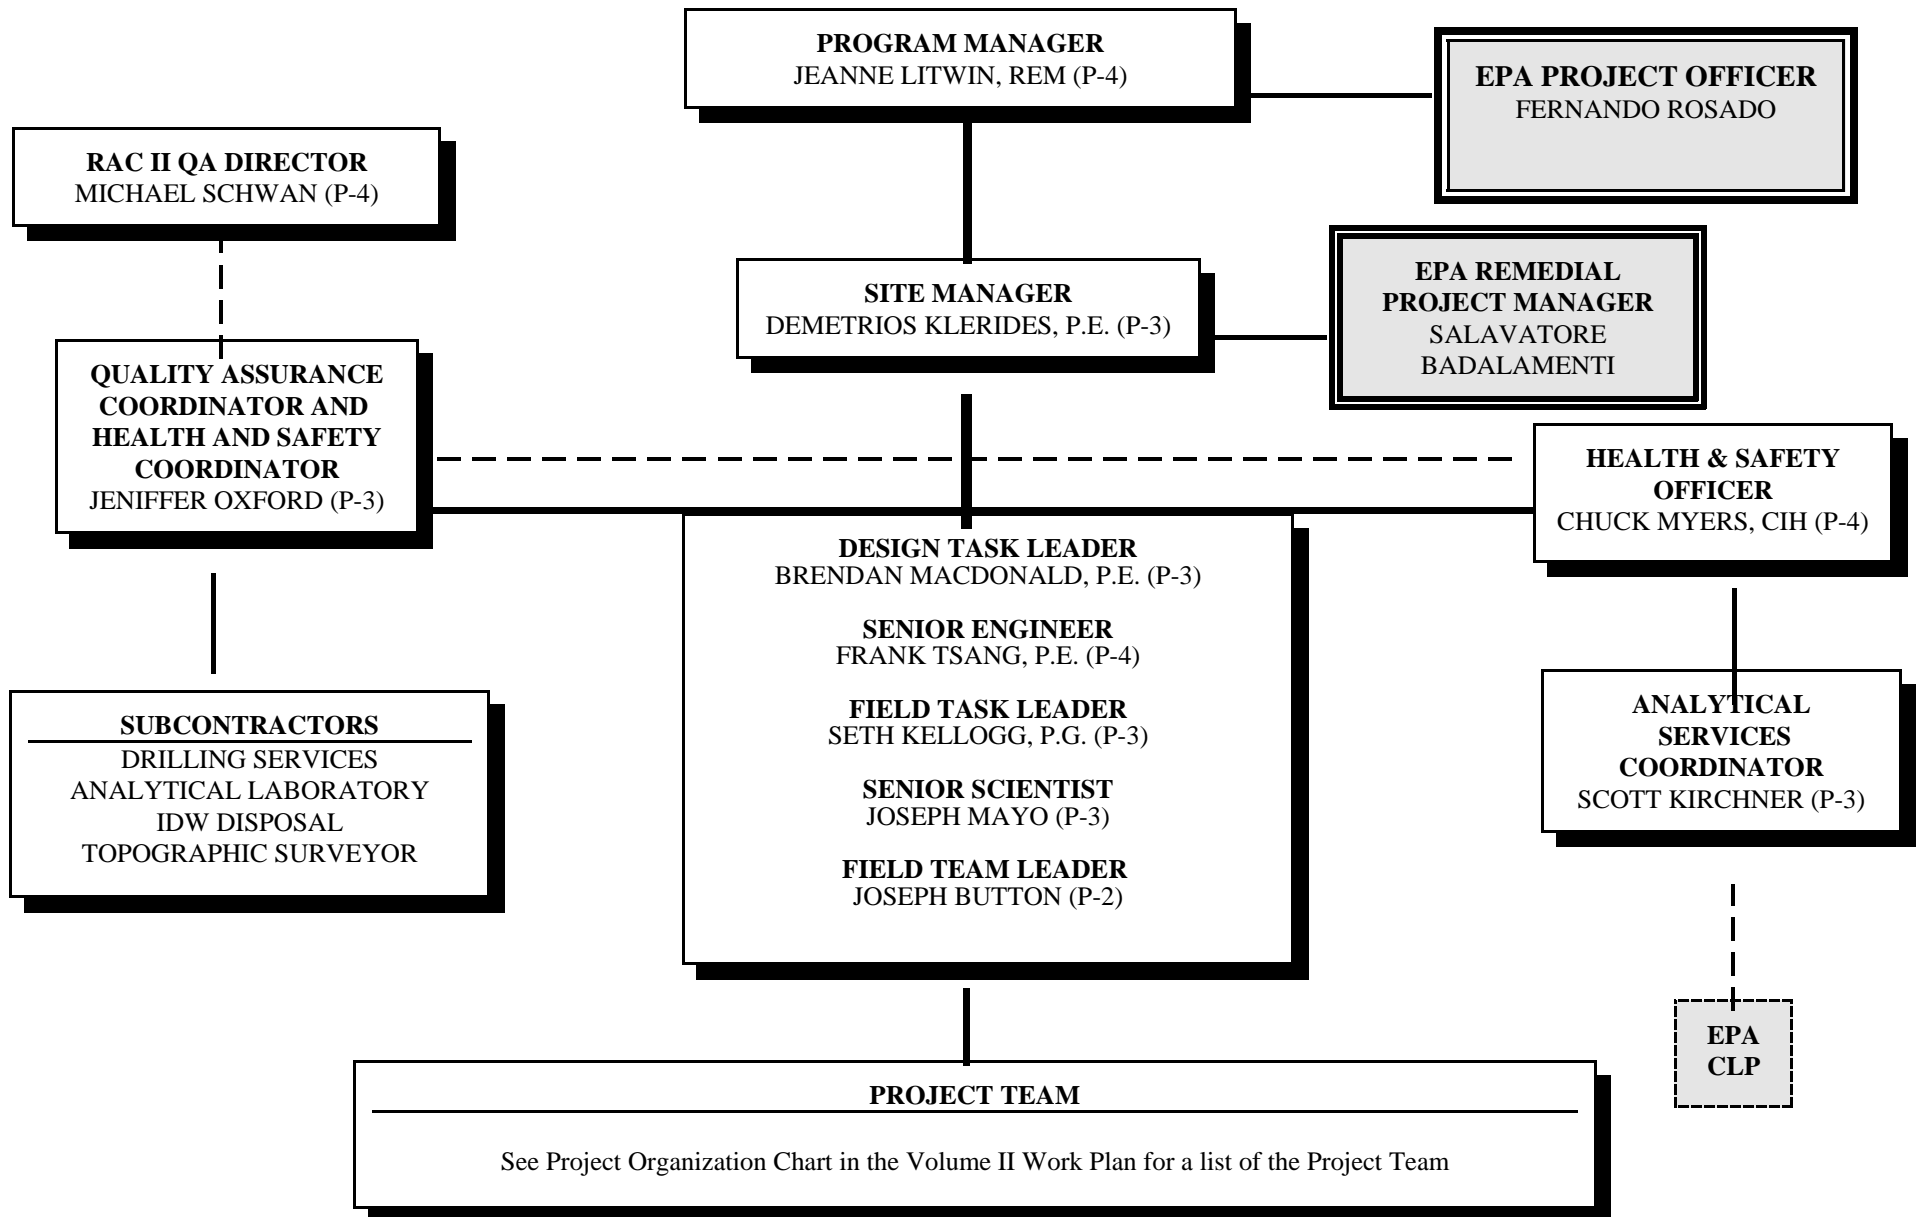 PROGRAM MANAGER
JEANNE LITWIN, REM (P-4)
EPA PROJECT OFFICER
FERNANDO ROSADO
RAC II QA DIRECTOR
MICHAEL SCHWAN (P-4)
SITE MANAGER
DEMETRIOS KLERIDES, P.E. (P-3)
EPA REMEDIAL
PROJECT MANAGER
SALAVATORE
BADALAMENTI
QUALITY ASSURANCE
COORDINATOR AND
HEALTH AND SAFETY
COORDINATOR
JENIFFER OXFORD (P-3)
HEALTH & SAFETY
OFFICER
CHUCK MYERS, CIH (P-4)
DESIGN TASK LEADER
BRENDAN MACDONALD, P.E. (P-3)
SENIOR ENGINEER
FRANK TSANG, P.E. (P-4)
FIELD TASK LEADER
SETH KELLOGG, P.G. (P-3)
SENIOR SCIENTIST
JOSEPH MAYO (P-3)
FIELD TEAM LEADER
JOSEPH BUTTON (P-2)
SUBCONTRACTORS
DRILLING SERVICES
ANALYTICAL LABORATORY
IDW DISPOSAL
TOPOGRAPHIC SURVEYOR
ANALYTICAL
SERVICES
COORDINATOR
SCOTT KIRCHNER (P-3)
EPA
CLP
PROJECT TEAM
See Project Organization Chart in the Volume II Work Plan for a list of the Project Team